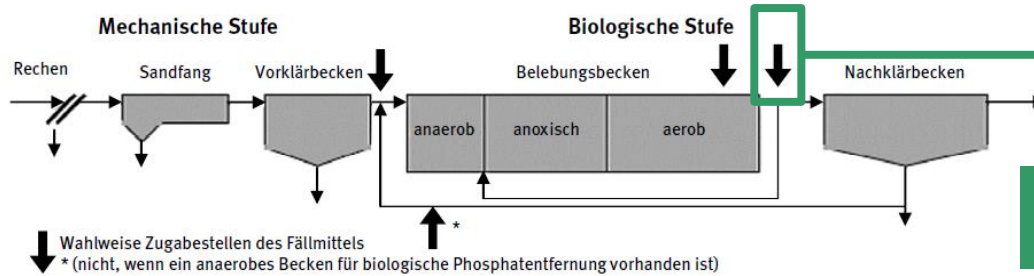 Mechanische Stufe
Biologische Stufe
Rechen
Sandfang
Vorklärbecken
Belebungsbecken
Nachklärbecken
anaerob
anoxisch
aerob
*
Wahlweise Zugabestellen des Fällmittels
* (nicht, wenn ein anaerobes Becken für biologische Phosphatentfernung vorhanden ist)